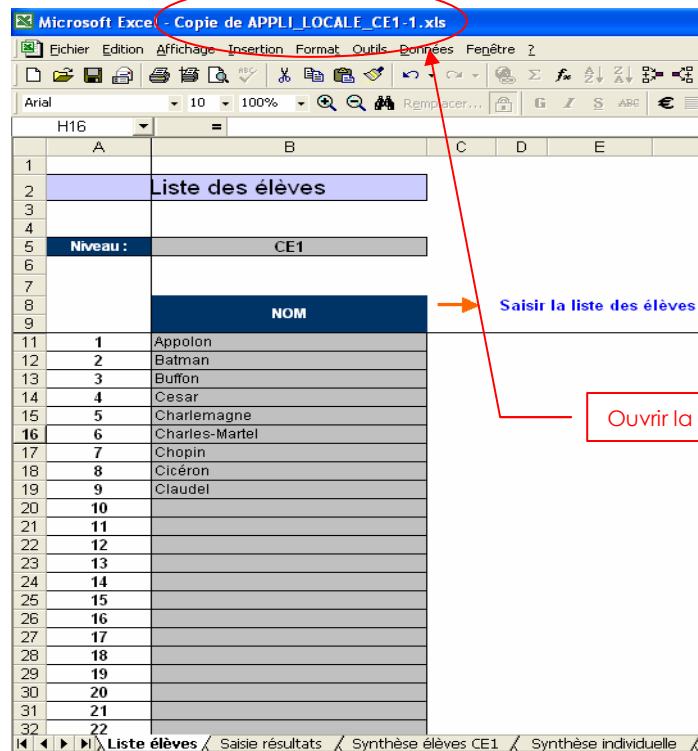 Microsoft Excel - Copie de APPLI_LOCALE_CE1-1.xls
Fichier Edition Affichage Insertion Format Outils Données Fenêtre ?
Arial 10 100% Remplacer... G I S ABC €
H16 =
A B C D E
1
2 Liste des élèves
3
4
5 Niveau : CE1
6
7
8 NOM Saisir la liste des élèves
9
11 1 Appolon
12 2 Batman
13 3 Buffon
14 4 Cesar
15 5 Charlemagne
Ouvrir la
16 6 Charles-Martel
17 7 Chopin
18 8 Cicéron
19 9 Claudel
20 10
21 11
22 12
23 13
24 14
25 15
26 16
27 17
28 18
29 19
30 20
31 21
32 22
Liste élèves Saisie résultats Synthèse élèves CE1 Synthèse individuelle